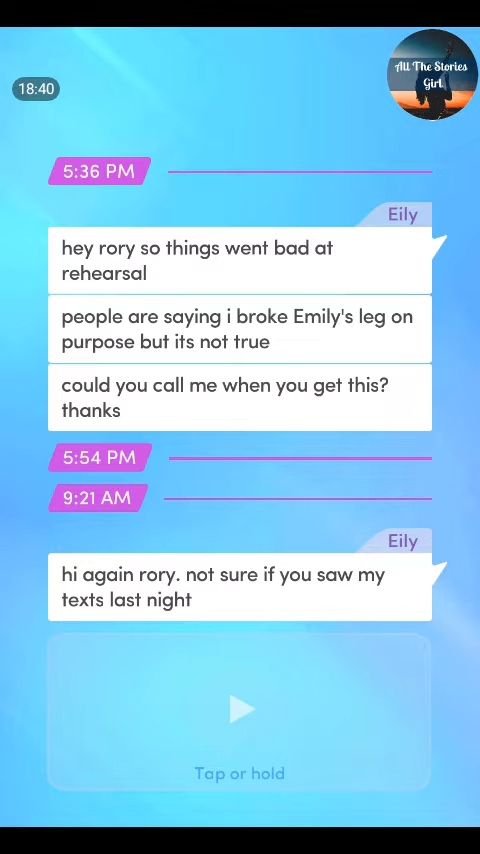 All The Stories
Girl
18:40
5:36 PM
Eily
hey rory so things went bad at
rehearsal
people are saying i broke Emily's leg on
purpose but its not true
could you call me when you get this?
thanks
5:54 PM
9:21 AM
Eily
hi again rory. not sure if you saw my
texts last night
Tap or hold